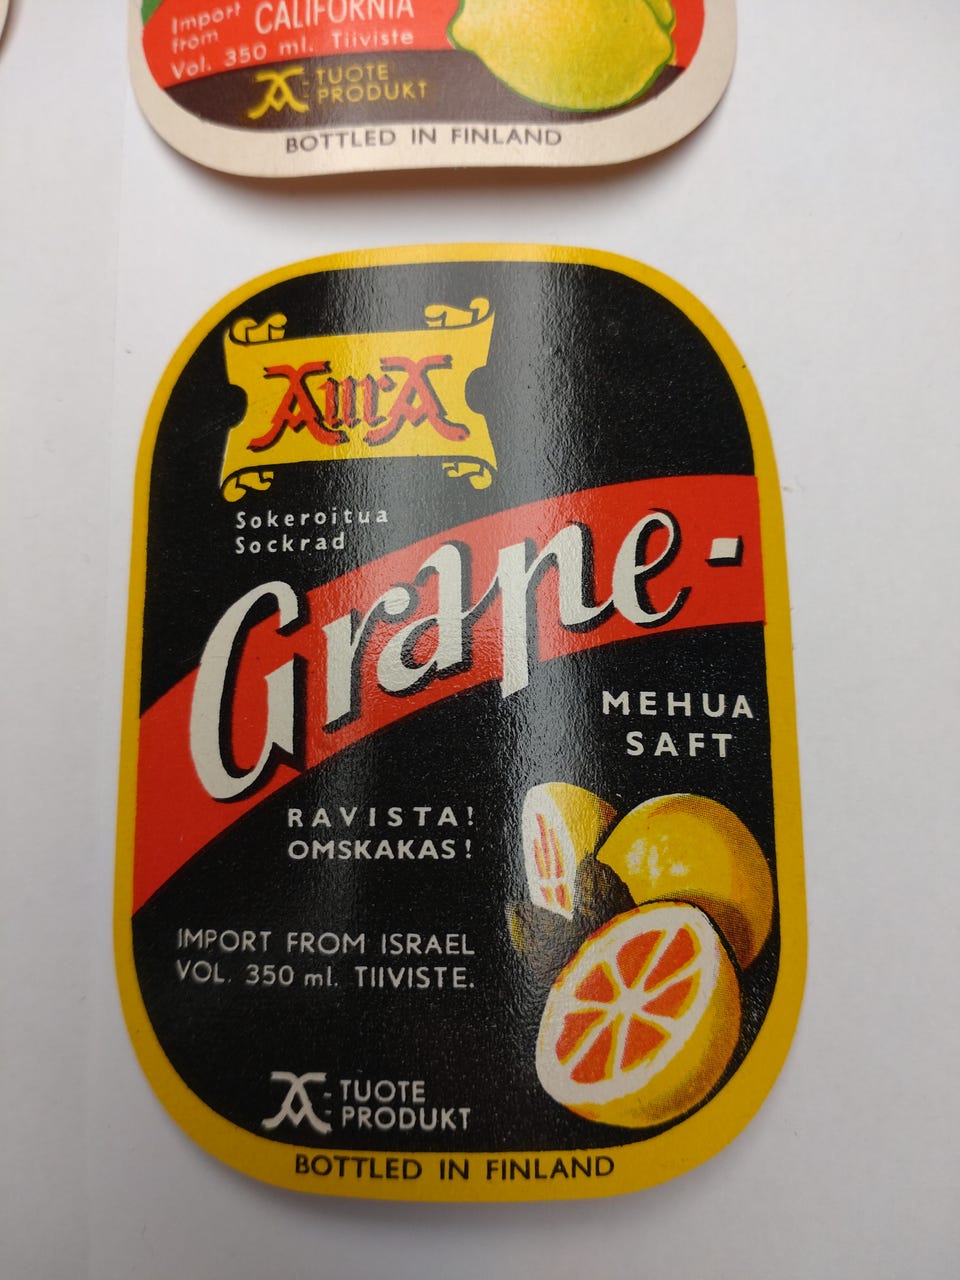 Import CALIFORNIA
from
Vol. 350 ml. Tiiviste
A-TUOTE
PRODUKT
BOTTLED IN FINLAND
AurA
Sokeroitua
Sockrad
Grape-
MEHUA
SAFT
RAVISTA!
OMSKAKAS!
IMPORT FROM ISRAEL
VOL. 350 ml. TIIVISTE.
A-TUOTE
PRODUKT
BOTTLED IN FINLAND